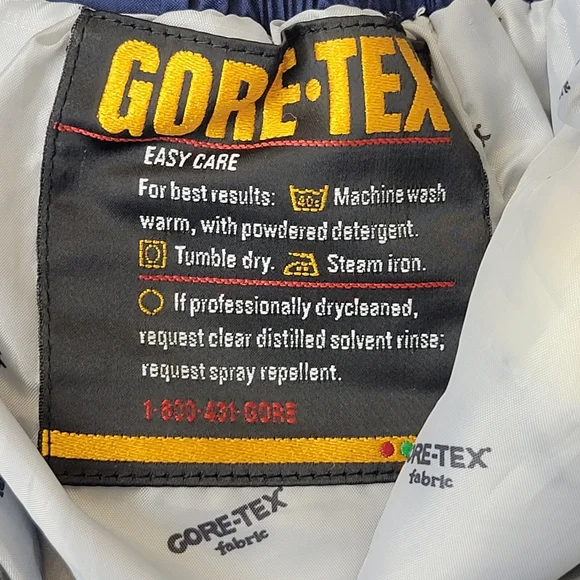 GORE·TEX
EASY CARE
For best results: 40c Machine wash
warm, with powdered detergent.
Tumble dry. Steam iron.
If professionally drycleaned,
request clear distilled solvent rinse;
request spray repellent.
1-800-431-GORE
RE-TEX
fabric
GORE-TEX
fabric